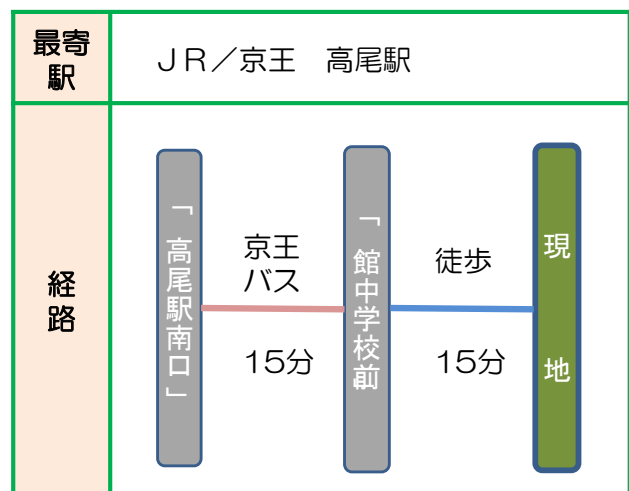 最寄
駅
ＪＲ／京王　高尾駅
経
路
「高尾駅南口」
京王
バス
15分
「館中学校前
徒歩
15分
現地